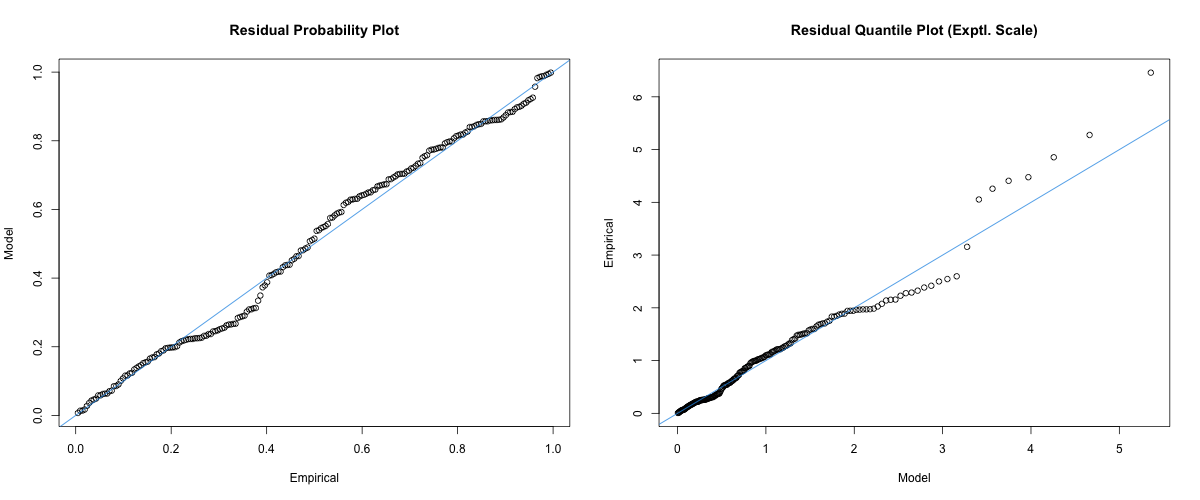 Residual Probability Plot
Model
1.0
0.8
0.6
0.4
0.2
0.0
0.0 0.2 0.4 0.6 0.8 1.0
Empirical
Residual Quantile Plot (Exptl. Scale)
Empirical
6
5
4
3
2
1
0
0 1 2 3 4 5
Model